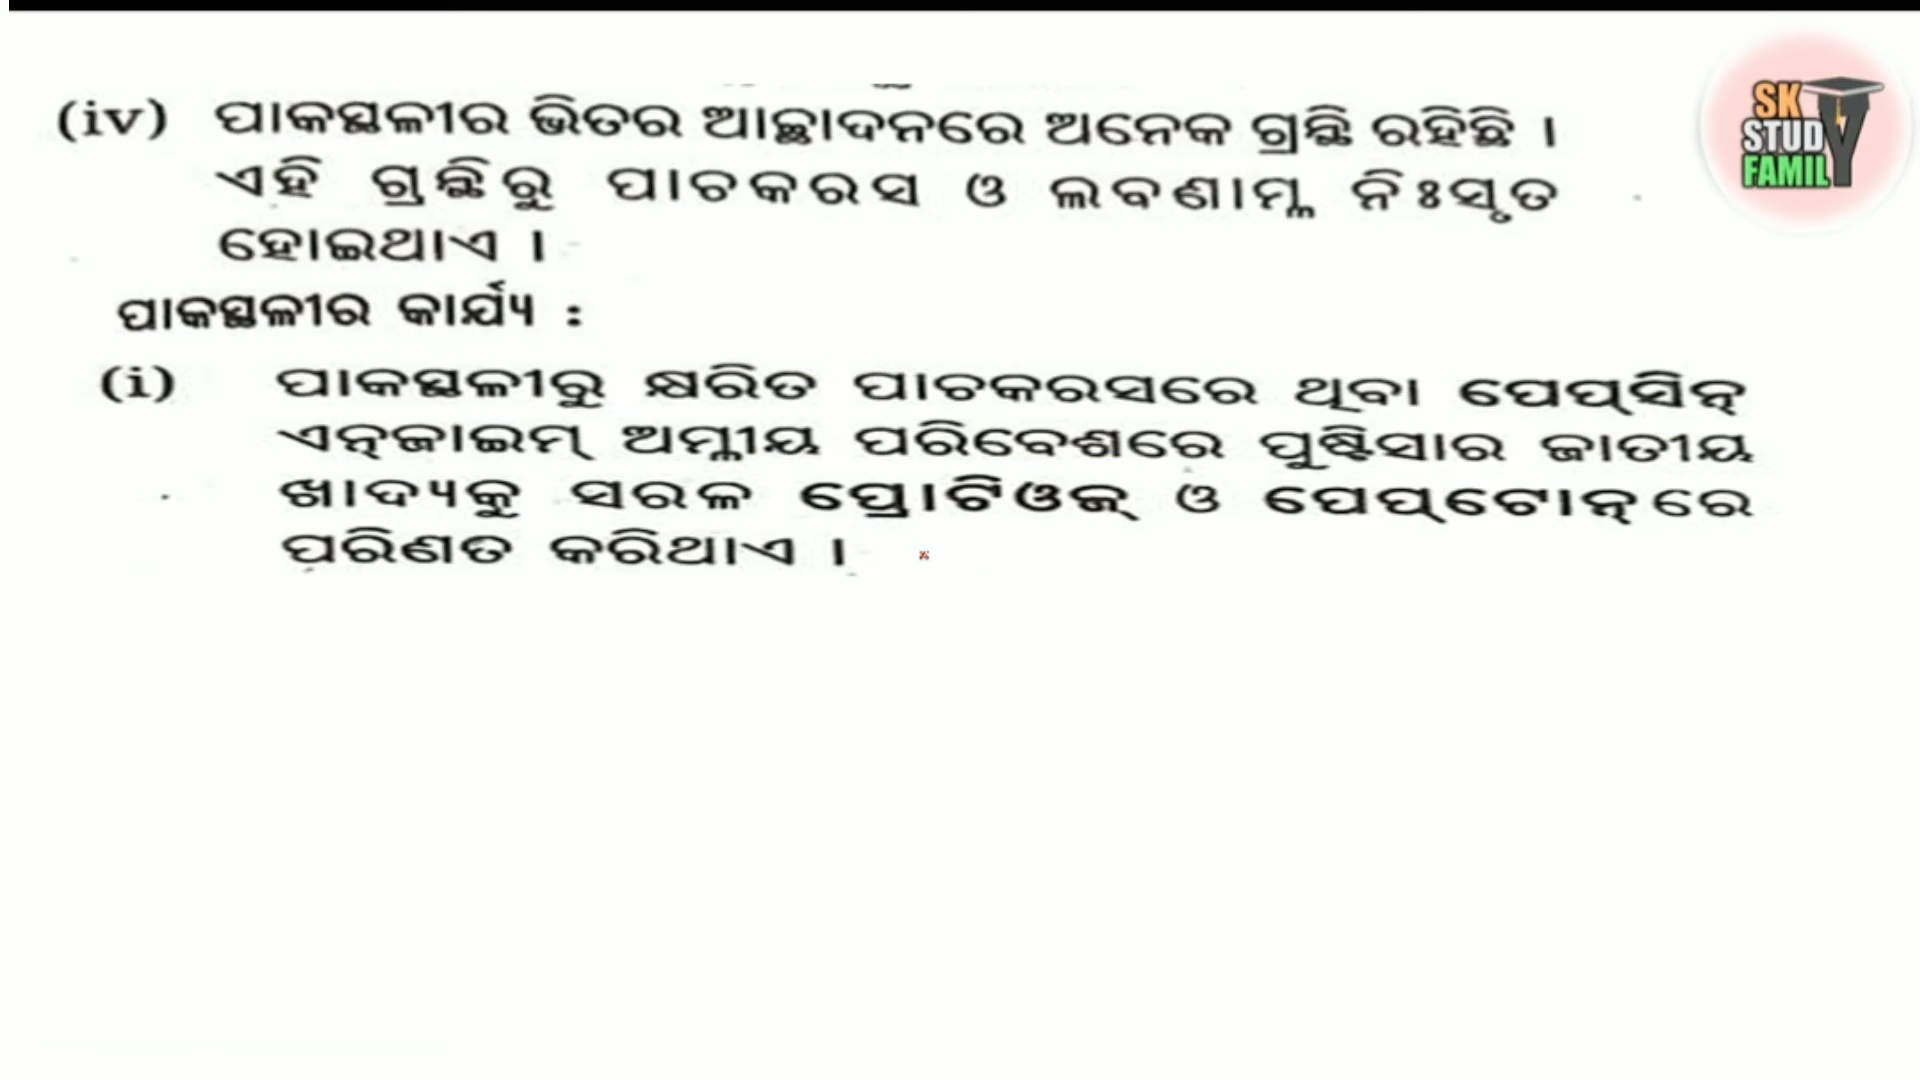 (iv) ପାକସ୍ଥଳୀର ଭିତର ଆଚ୍ଛାଦନରେ ଅନେକ ଗ୍ରନ୍ଥି ରହିଛି ।
ଏହି ଗ୍ରନ୍ଥିରୁ ପାଚକରସ ଓ ଲବଣାମ୍ଳ ନିଃସୃତ
ହୋଇଥାଏ ।
ପାକସ୍ଥଳୀର କାର୍ଯ୍ୟ :
(i) ପାକସ୍ଥଳୀରୁ କ୍ଷରିତ ପାଚକରସରେ ଥିବା ପେପ୍‌ସିନ୍
ଏନ୍‌ଜାଇମ୍ ଅମ୍ଳୀୟ ପରିବେଶରେ ପୁଷ୍ଟିସାର ଜାତୀୟ
ଖାଦ୍ୟକୁ ସରଳ ପ୍ରୋଟିଓଜ୍ ଓ ପେପ୍‌ଟୋନ୍‌ରେ
ପରିଣତ କରିଥାଏ ।
SK
STUDY
FAMILY